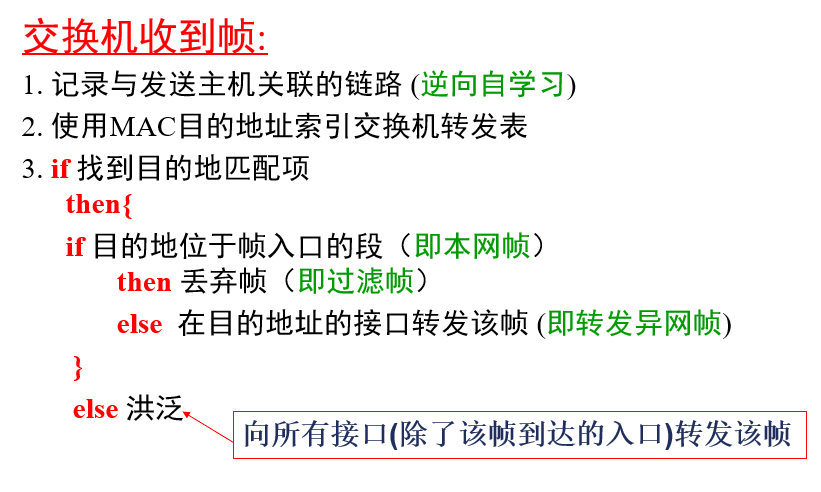 交换机收到帧:
1. 记录与发送主机关联的链路 (逆向自学习)
2. 使用MAC目的地址索引交换机转发表
3. if 找到目的地匹配项
then{
if 目的地位于帧入口的段（即本网帧）
then 丢弃帧（即过滤帧）
else 在目的地址的接口转发该帧 (即转发异网帧)
}
else 洪泛
向所有接口(除了该帧到达的入口)转发该帧